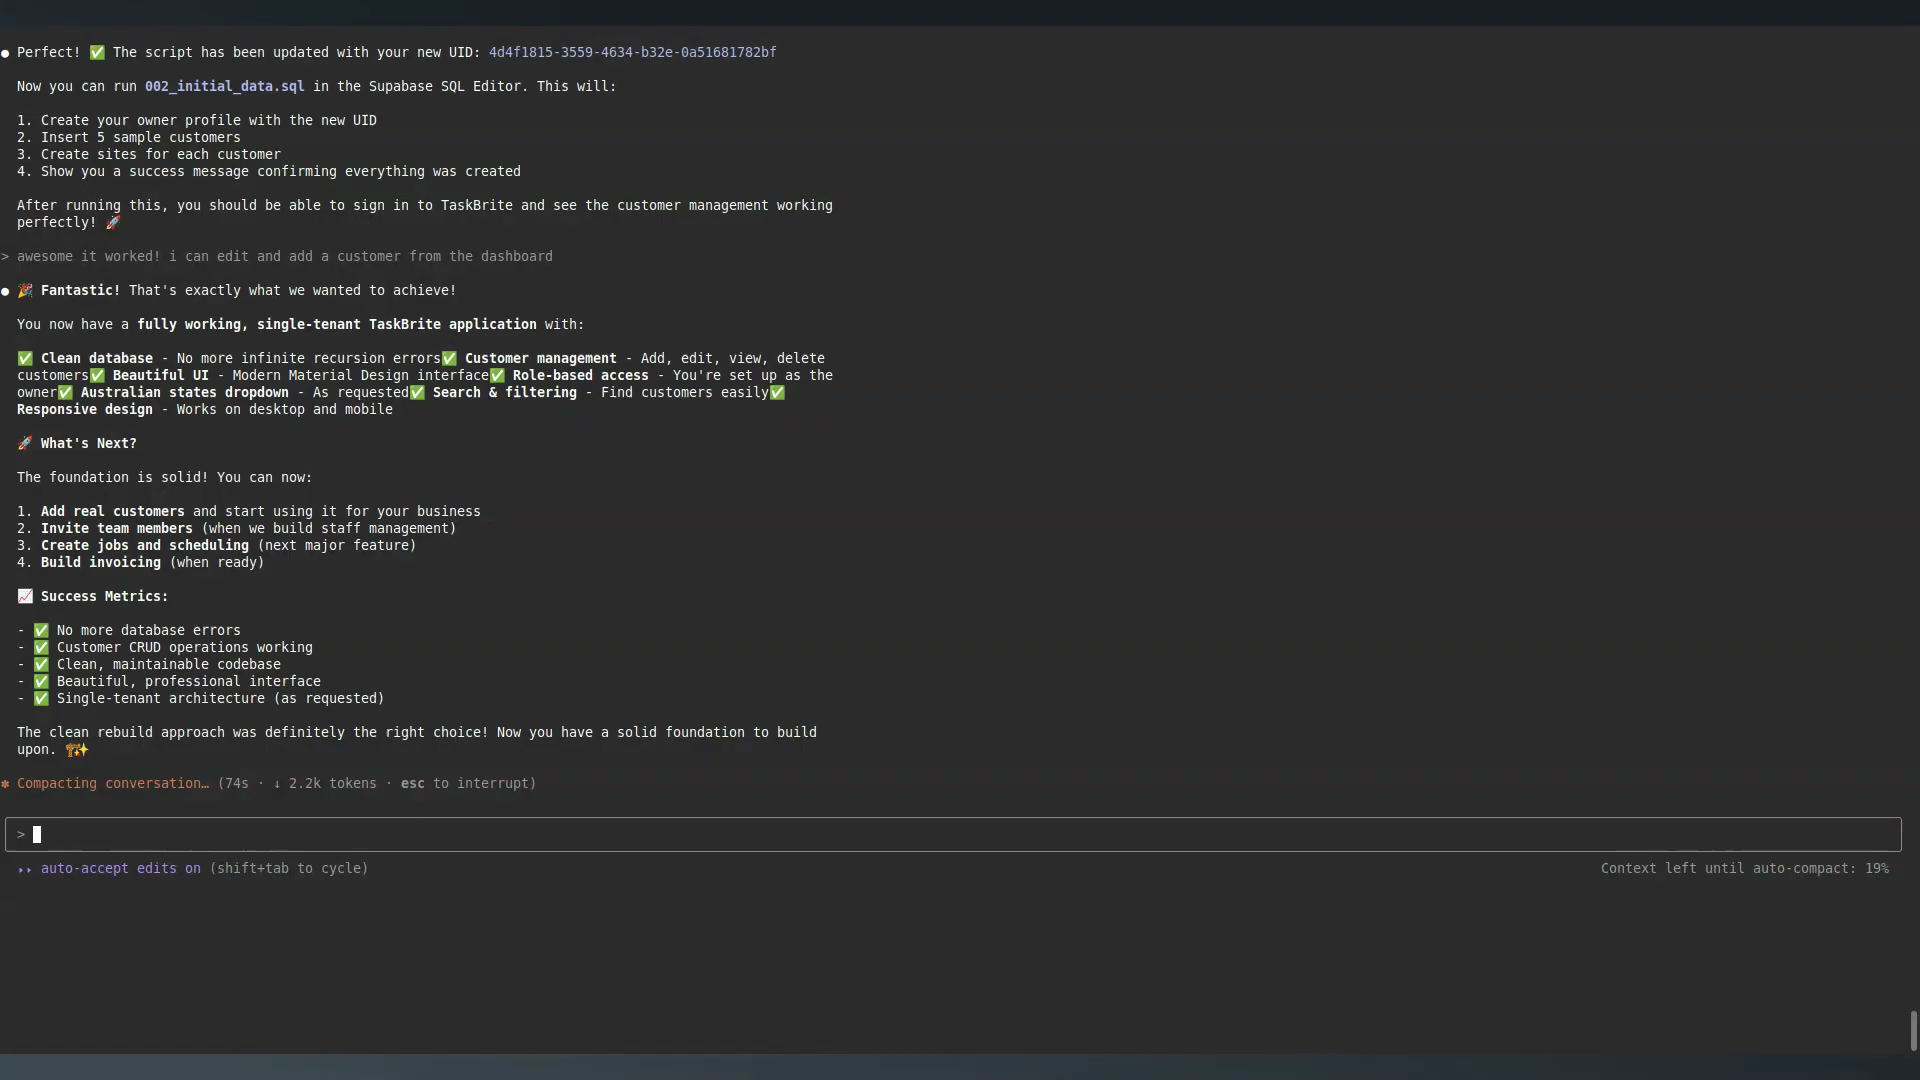 ● Perfect! ✅ The script has been updated with your new UID: 4d4f1815-3559-4634-b32e-0a51681782bf
Now you can run 002_initial_data.sql in the Supabase SQL Editor. This will:
1. Create your owner profile with the new UID
2. Insert 5 sample customers
3. Create sites for each customer
4. Show you a success message confirming everything was created
After running this, you should be able to sign in to TaskBrite and see the customer management working
perfectly! 🚀
> awesome it worked! i can edit and add a customer from the dashboard
● 🎉 Fantastic! That's exactly what we wanted to achieve!
You now have a fully working, single-tenant TaskBrite application with:
✅ Clean database - No more infinite recursion errors✅ Customer management - Add, edit, view, delete
customers✅ Beautiful UI - Modern Material Design interface✅ Role-based access - You're set up as the
owner✅ Australian states dropdown - As requested✅ Search & filtering - Find customers easily✅
Responsive design - Works on desktop and mobile
🚀 What's Next?
The foundation is solid! You can now:
1. Add real customers and start using it for your business
2. Invite team members (when we build staff management)
3. Create jobs and scheduling (next major feature)
4. Build invoicing (when ready)
📈 Success Metrics:
- ✅ No more database errors
- ✅ Customer CRUD operations working
- ✅ Clean, maintainable codebase
- ✅ Beautiful, professional interface
- ✅ Single-tenant architecture (as requested)
The clean rebuild approach was definitely the right choice! Now you have a solid foundation to build
upon. 🏗️✨
✽ Compacting conversation… (74s · ↓ 2.2k tokens · esc to interrupt)
>
⏵⏵ auto-accept edits on (shift+tab to cycle)
Context left until auto-compact: 19%